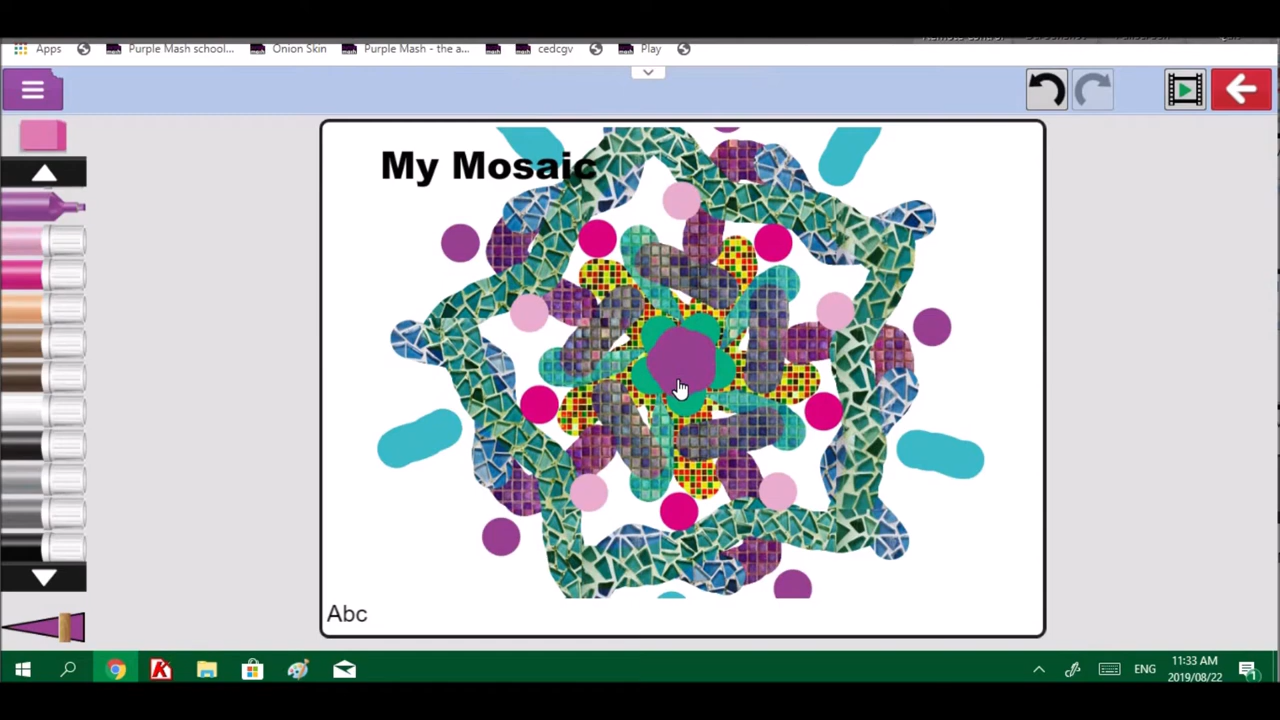 Apps Purple Mash school... Onion Skin Purple Mash - the a... cedcgv Play
My Mosaic
Abc
ENG
11:33 AM
2019/08/22
1